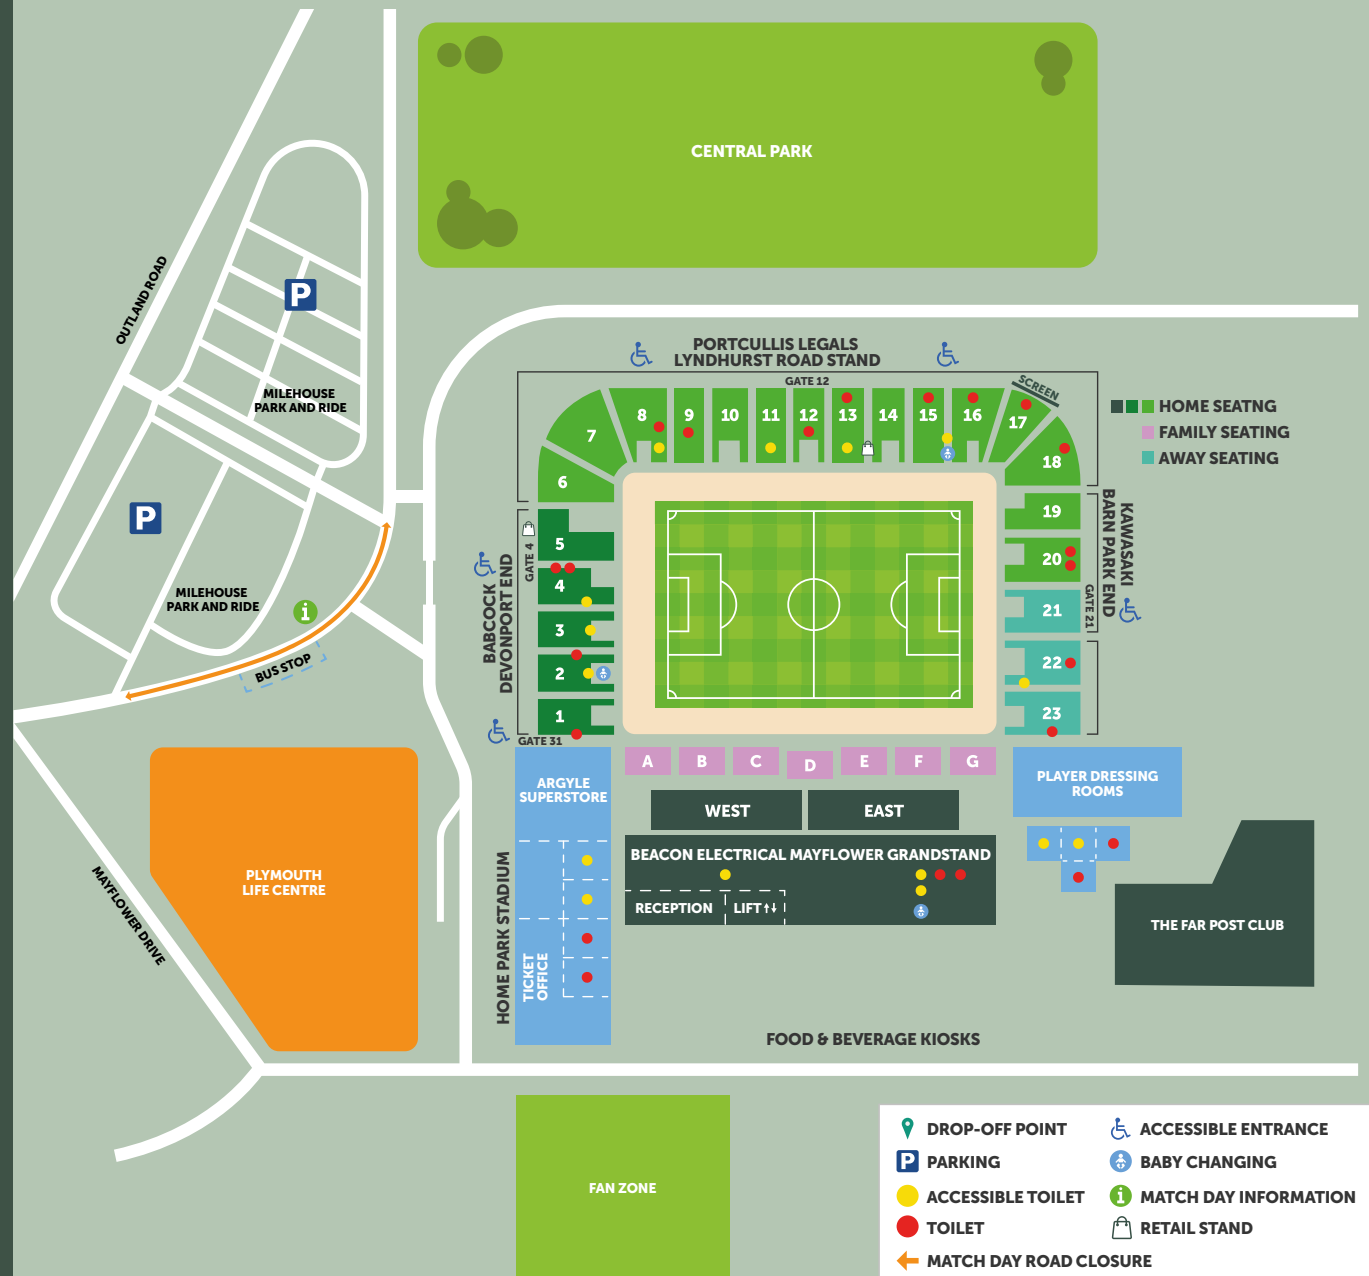 CENTRAL PARK
OUTLAND ROAD
P
MILEHOUSE
PARK AND RIDE
P
MILEHOUSE
PARK AND RIDE
i
BUS STOP
PORTCULLIS LEGALS
LYNDHURST ROAD STAND
GATE 12
SCREEN
HOME SEATNG
FAMILY SEATING
AWAY SEATING
8
9
10
11
12
13
14
15
16
17
7
18
6
19
5
20
4
21
3
22
2
23
1
GATE 4
BABCOCK
DEVONPORT END
GATE 31
KAWASAKI
BARN PARK END
GATE 21
A
B
C
D
E
F
G
ARGYLE
SUPERSTORE
WEST
EAST
PLAYER DRESSING
ROOMS
BEACON ELECTRICAL MAYFLOWER GRANDSTAND
RECEPTION
LIFT
HOME PARK STADIUM
TICKET
OFFICE
THE FAR POST CLUB
PLYMOUTH
LIFE CENTRE
MAYFLOWER DRIVE
FOOD & BEVERAGE KIOSKS
FAN ZONE
DROP-OFF POINT
P PARKING
ACCESSIBLE TOILET
TOILET
MATCH DAY ROAD CLOSURE
ACCESSIBLE ENTRANCE
BABY CHANGING
i MATCH DAY INFORMATION
RETAIL STAND